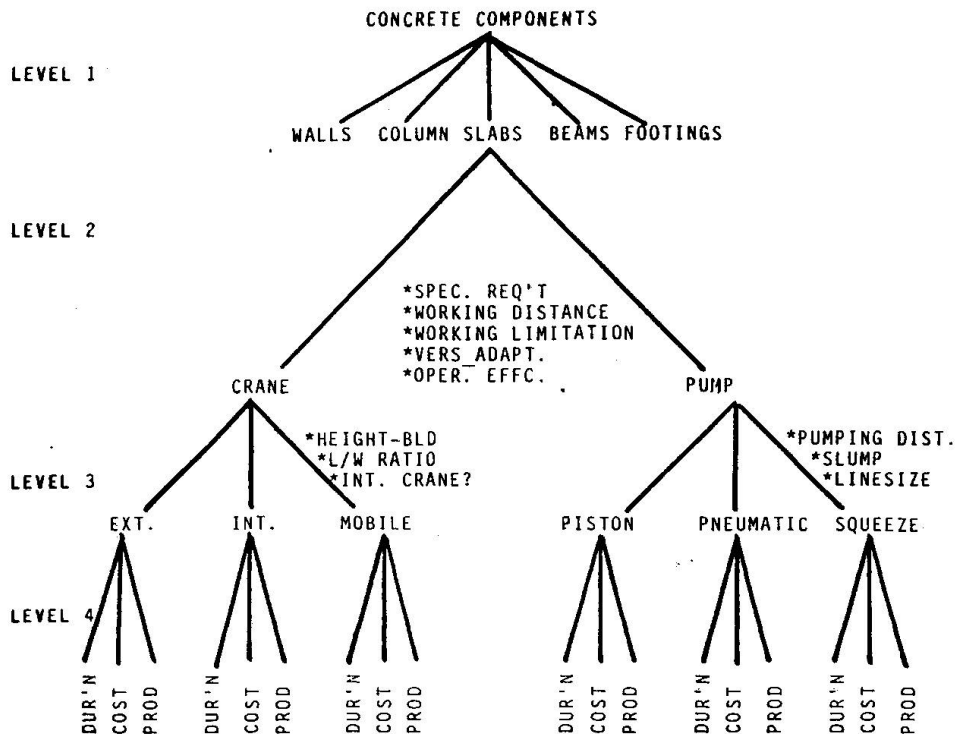 CONCRETE COMPONENTS
LEVEL 1
WALLS COLUMN SLABS BEAMS FOOTINGS
LEVEL 2
*SPEC. REQ'T
*WORKING DISTANCE
*WORKING LIMITATION
*VERS_ADAPT.
*OPER. EFFC.
CRANE PUMP
*HEIGHT-BLD *PUMPING DIST.
*L/W RATIO *SLUMP
LEVEL 3 *INT. CRANE? *LINESIZE
EXT. INT. MOBILE PISTON PNEUMATIC SQUEEZE
LEVEL 4
DUR'N COST PROD DUR'N COST PROD DUR'N COST PROD DUR'N COST PROD DUR'N COST PROD DUR'N COST PROD